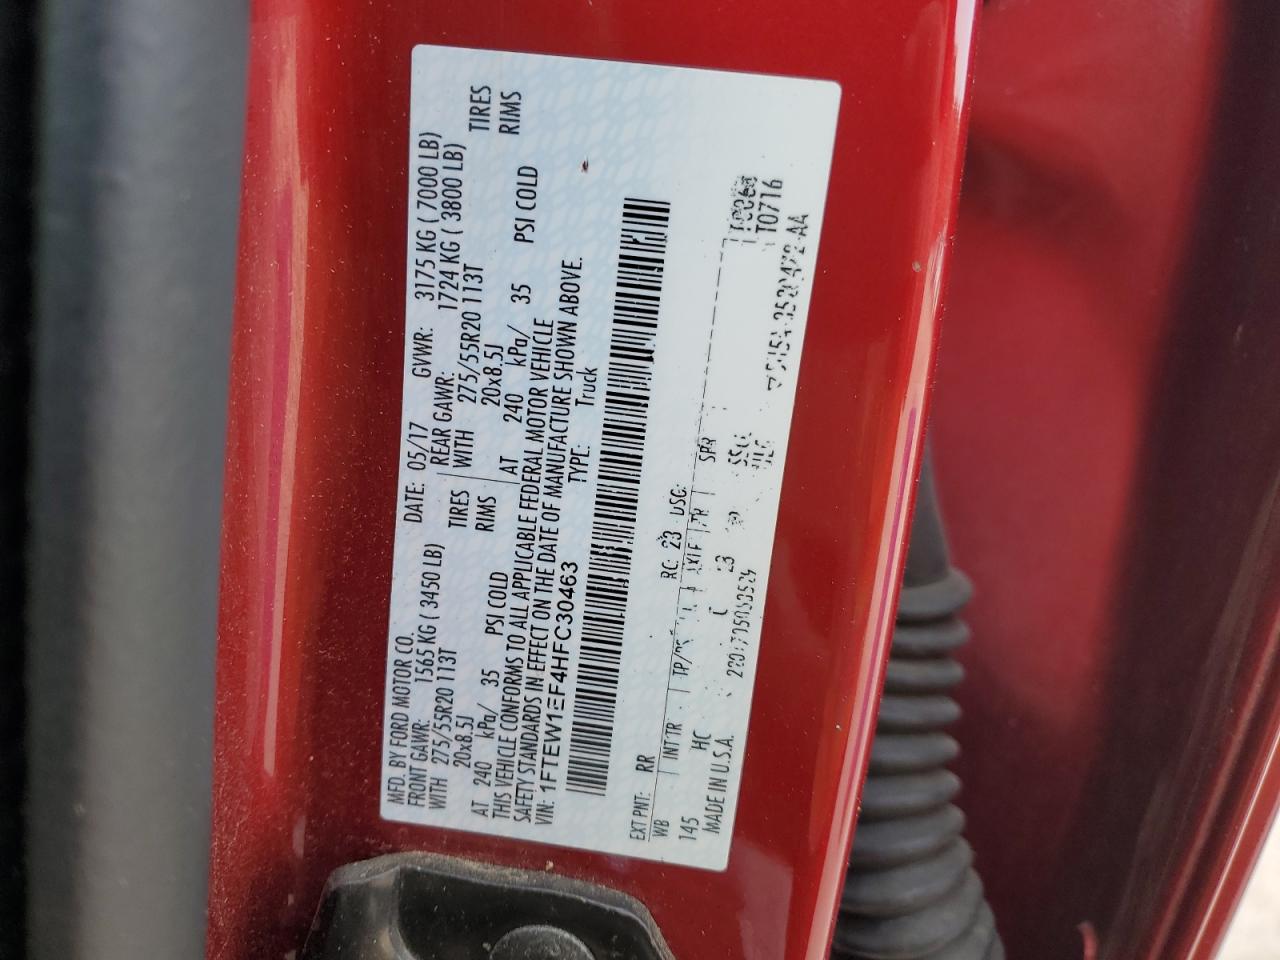 MFD. BY FORD MOTOR CO.
DATE: 05/17 GVWR: 3175 KG ( 7000 LB)
FRONT GAWR: 1565 KG ( 3450 LB) REAR GAWR: 1724 KG ( 3800 LB)
WITH 275/55R20 113T TIRES WITH 275/55R20 113T TIRES
20x8.5J RIMS 20x8.5J RIMS
AT 240 kPa/ 35 PSI COLD AT 240 kPa/ 35 PSI COLD
THIS VEHICLE CONFORMS TO ALL APPLICABLE FEDERAL MOTOR VEHICLE
SAFETY STANDARDS IN EFFECT ON THE DATE OF MANUFACTURE SHOWN ABOVE.
VIN: 1FTEW1EF4HFC30463 TYPE: Truck
EXT PNT: RR RC: 23 DSO:
WB INT TR TP/PS AXLE TR SPR
145 HC 23
MADE IN U.S.A. T0716